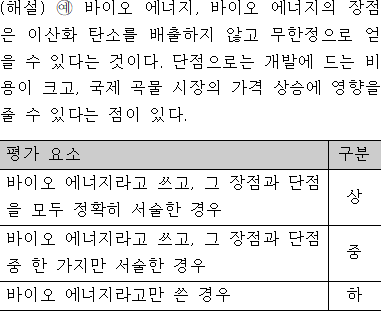 (해설) 예 바이오 에너지, 바이오 에너지의 장점
은 이산화 탄소를 배출하지 않고 무한정으로 얻
을 수 있다는 것이다. 단점으로는 개발에 드는 비
용이 크고, 국제 곡물 시장의 가격 상승에 영향을
줄 수 있다는 점이 있다.
평가 요소 구분
바이오 에너지라고 쓰고, 그 장점과 단점
을 모두 정확히 서술한 경우
상
바이오 에너지라고 쓰고, 그 장점과 단점
중 한 가지만 서술한 경우
중
바이오 에너지라고만 쓴 경우 하